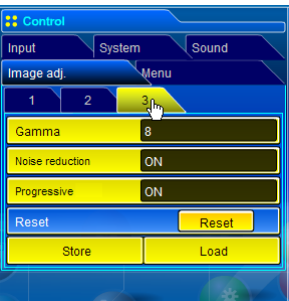 Control
Input System Sound
Image adj. Menu
1 2 3
Gamma 8
Noise reduction ON
Progressive ON
Reset Reset
Store Load